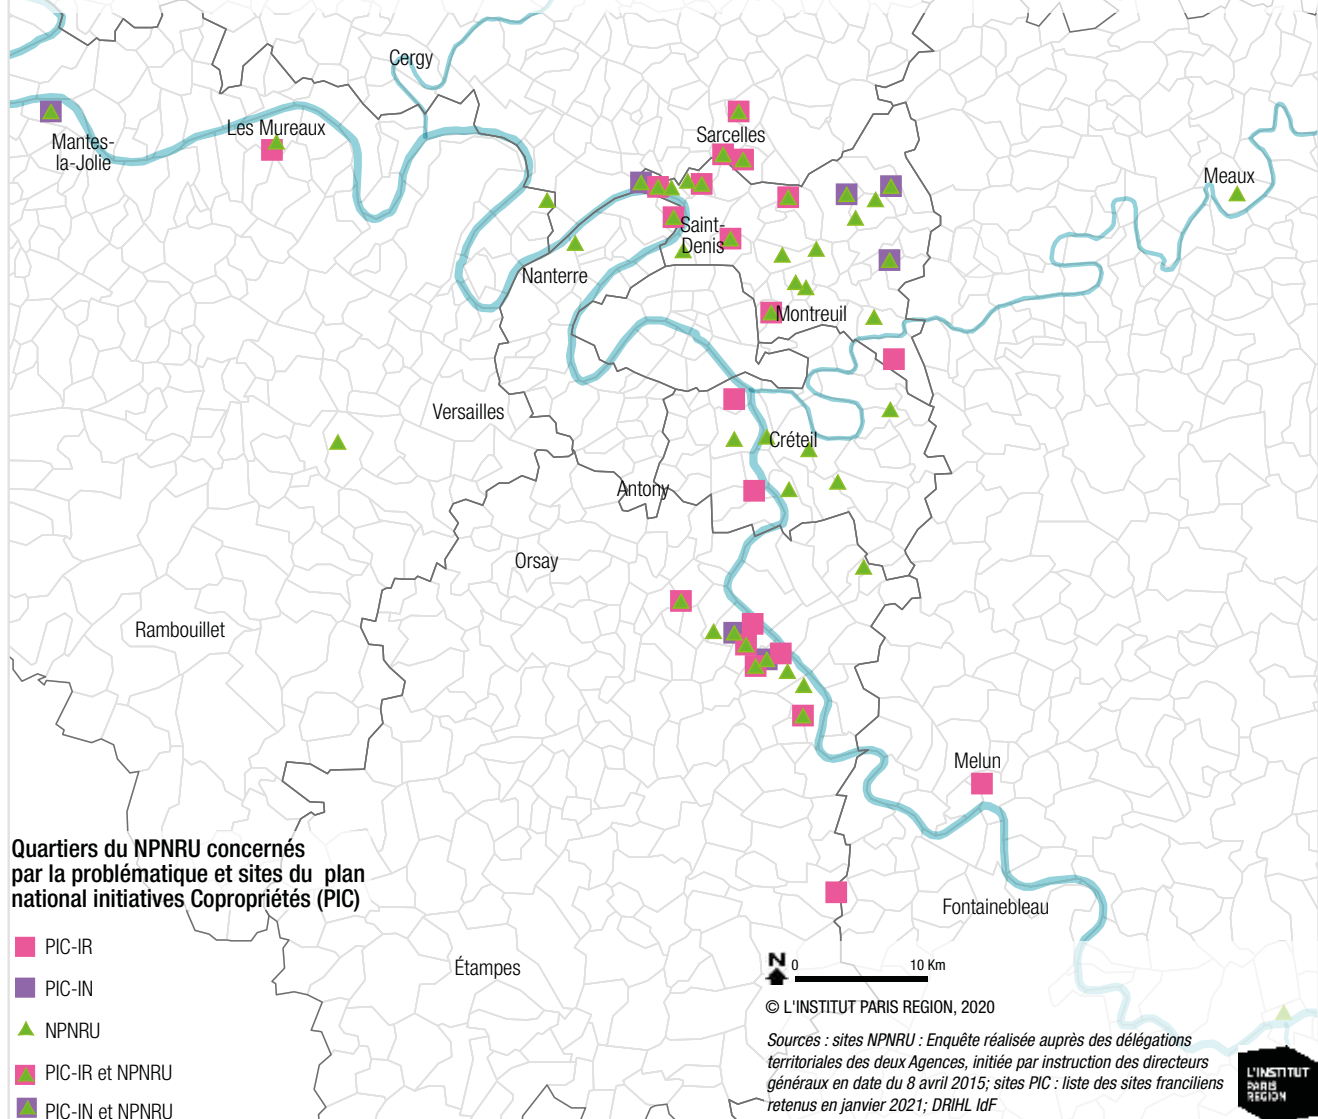 Cergy
Mantes-
la-Jolie
Les Mureaux
Sarcelles
Meaux
Saint-
Denis
Nanterre
Montreuil
Versailles
Créteil
Antony
Orsay
Rambouillet
Melun
Fontainebleau
Étampes
Quartiers du NPNRU concernés
par la problématique et sites du plan
national initiatives Copropriétés (PIC)
PIC-IR
PIC-IN
NPNRU
PIC-IR et NPNRU
PIC-IN et NPNRU
N
0 10 Km
© L'INSTITUT PARIS REGION, 2020
Sources : sites NPNRU : Enquête réalisée auprès des délégations
territoriales des deux Agences, initiée par instruction des directeurs
généraux en date du 8 avril 2015; sites PIC : liste des sites franciliens
retenus en janvier 2021; DRIHL IdF
L'INSTITUT
PARIS
REGION